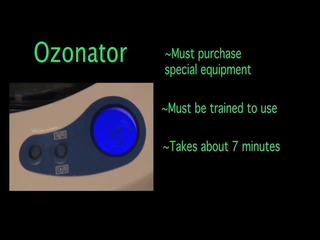 Ozonator
~Must purchase
special equipment
~Must be trained to use
~Takes about 7 minutes